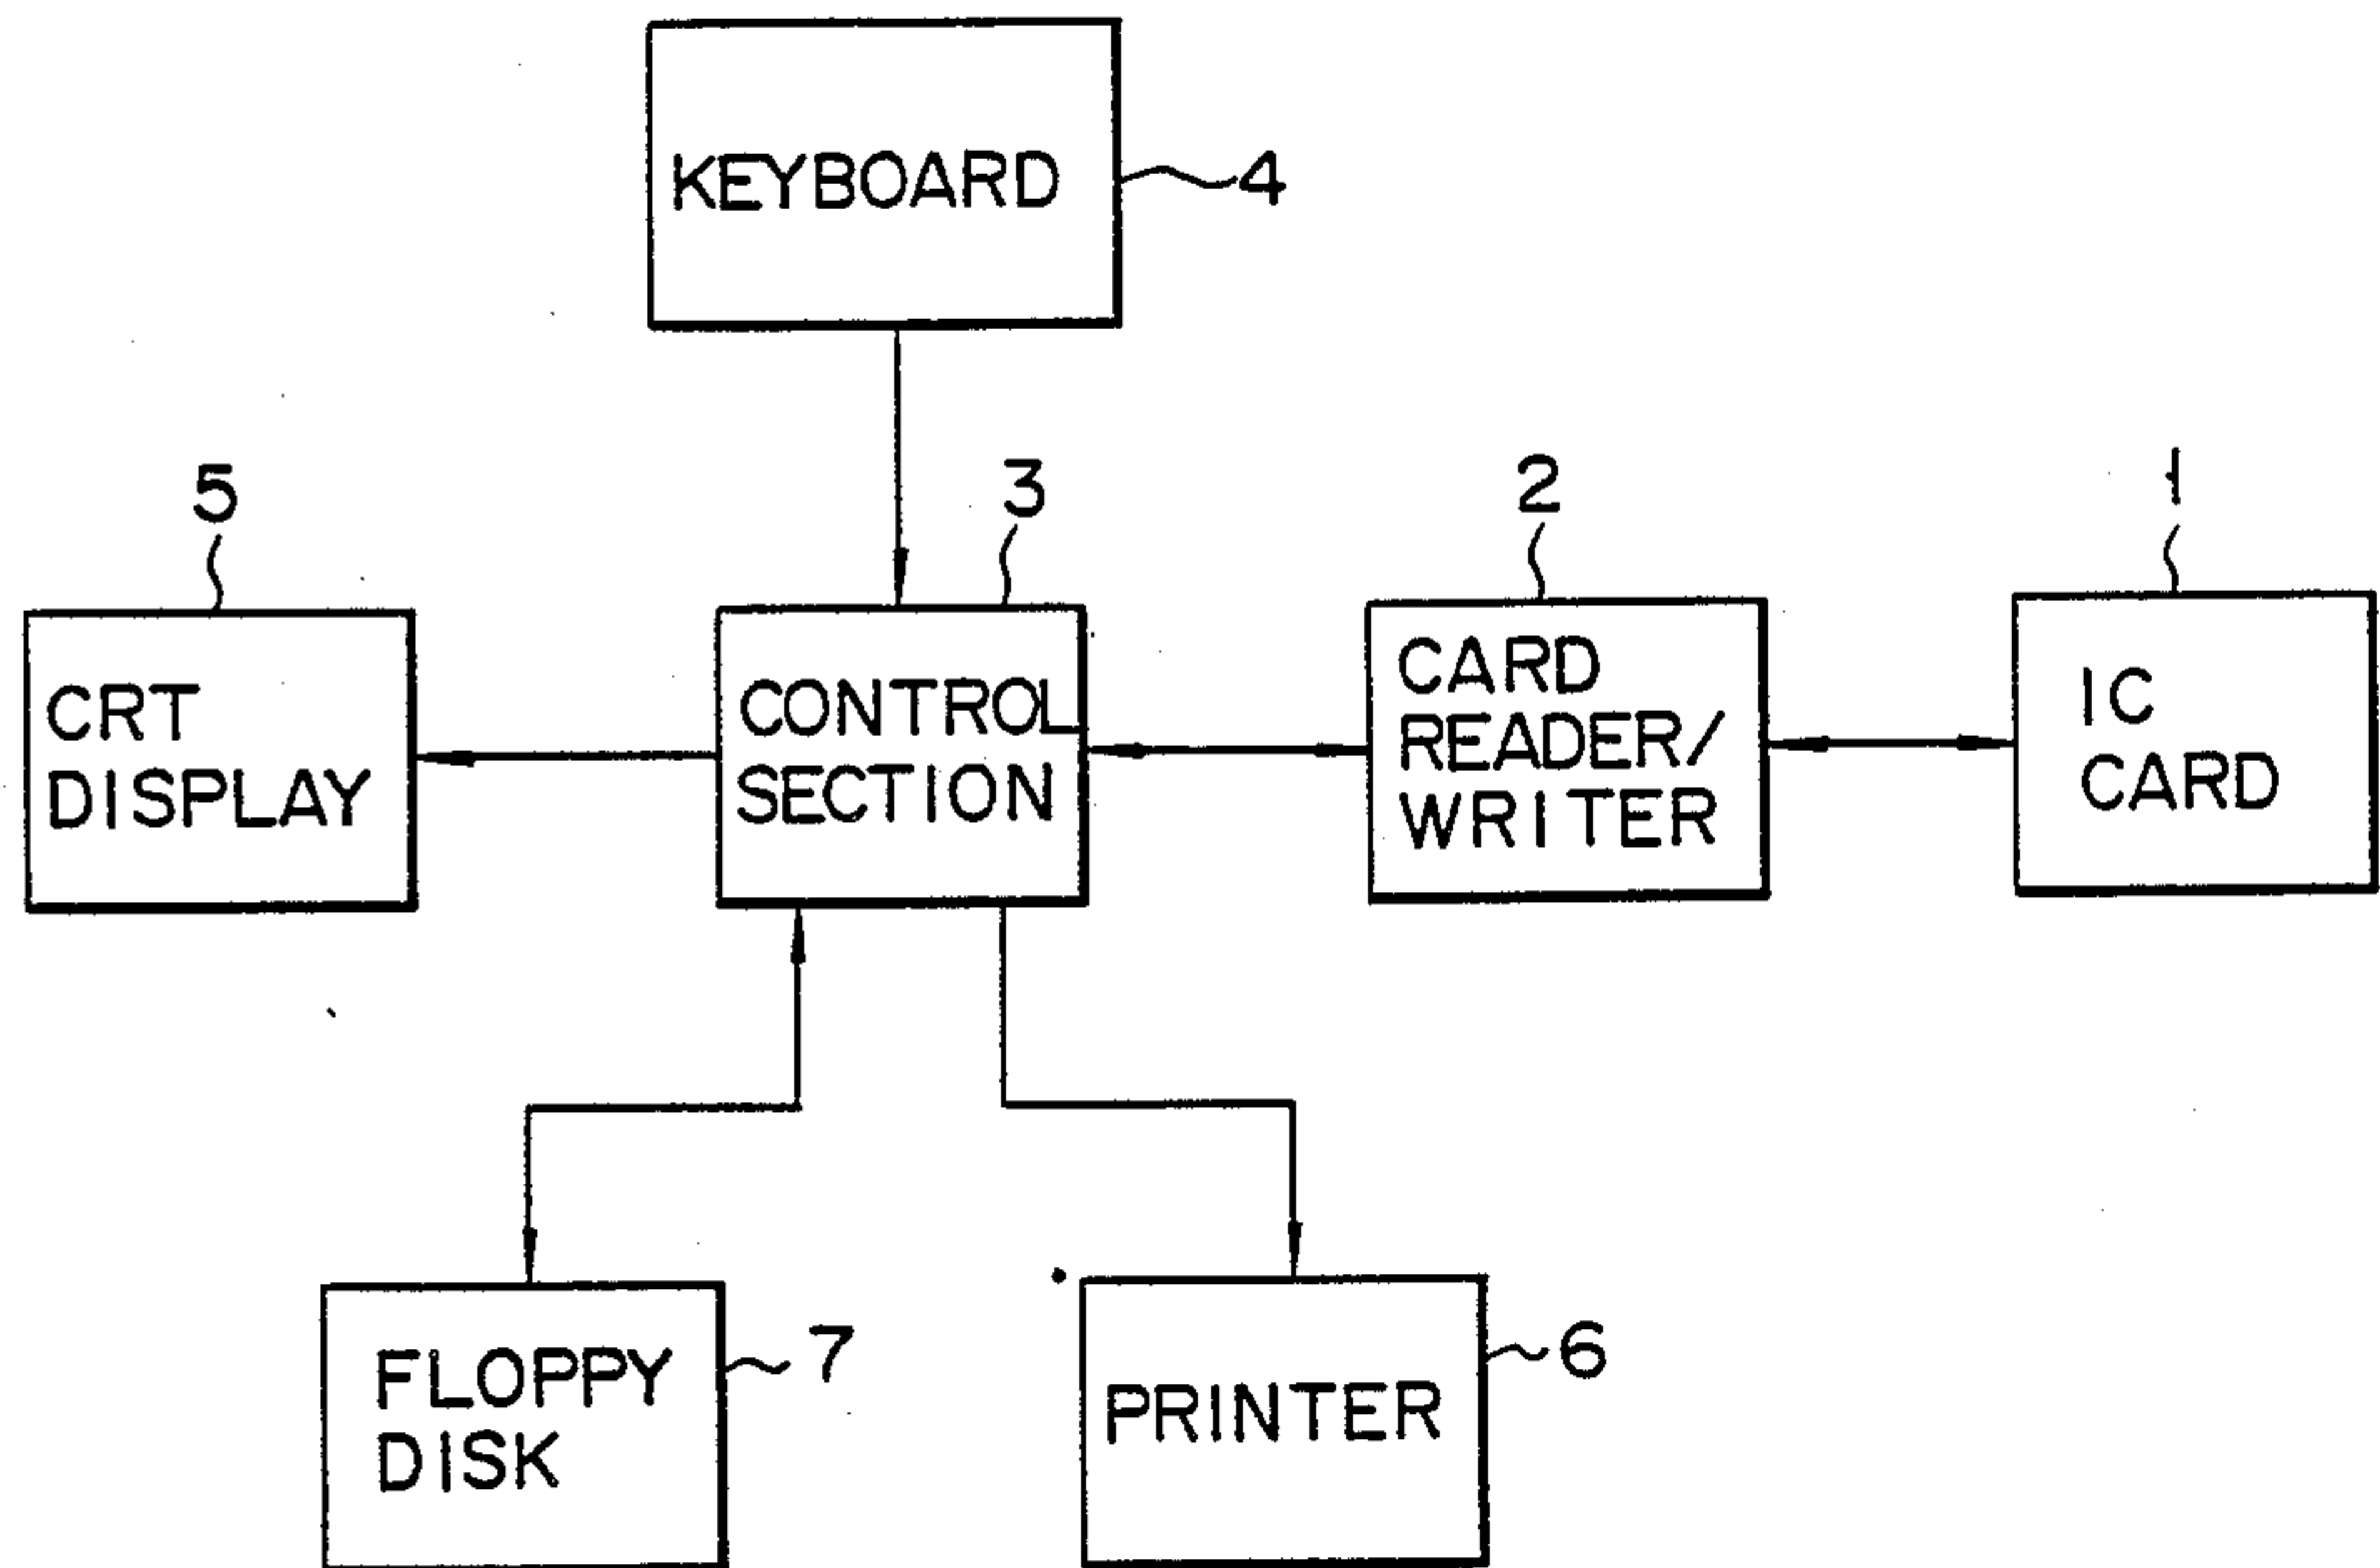 KEYBOARD
4
5
3
2
1
CRT
DISPLAY
CONTROL
SECTION
CARD
READER/
WRITER
IC
CARD
FLOPPY
DISK
7
PRINTER
6